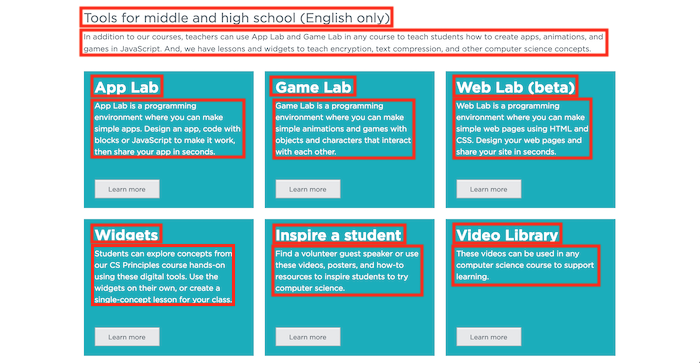 Tools for middle and high school (English only)
In addition to our courses, teachers can use App Lab and Game Lab in any course to teach students how to create apps, animations, and
games in JavaScript. And, we have lessons and widgets to teach encryption, text compression, and other computer science concepts.
App Lab
App Lab is a programming
environment where you can make
simple apps. Design an app, code with
blocks or JavaScript to make it work,
then share your app in seconds.
Learn more
Game Lab
Game Lab is a programming
environment where you can make
simple animations and games with
objects and characters that interact
with each other.
Learn more
Web Lab (beta)
Web Lab is a programming
environment where you can make
simple web pages using HTML and
CSS. Design your web pages and
share your site in seconds.
Learn more
Widgets
Students can explore concepts from
our CS Principles course hands-on
using these digital tools. Use the
widgets on their own, or create a
single-concept lesson for your class.
Learn more
Inspire a student
Find a volunteer guest speaker or use
these videos, posters, and how-to
resources to inspire students to try
computer science.
Learn more
Video Library
These videos can be used in any
computer science course to support
learning.
Learn more